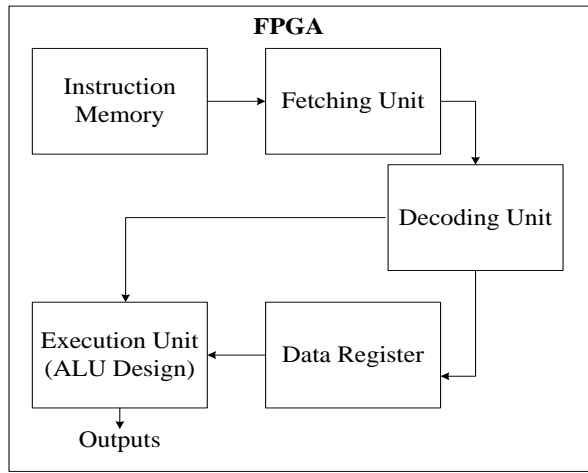 FPGA
Instruction
Memory
Fetching Unit
Decoding Unit
Execution Unit
(ALU Design)
Data Register
Outputs